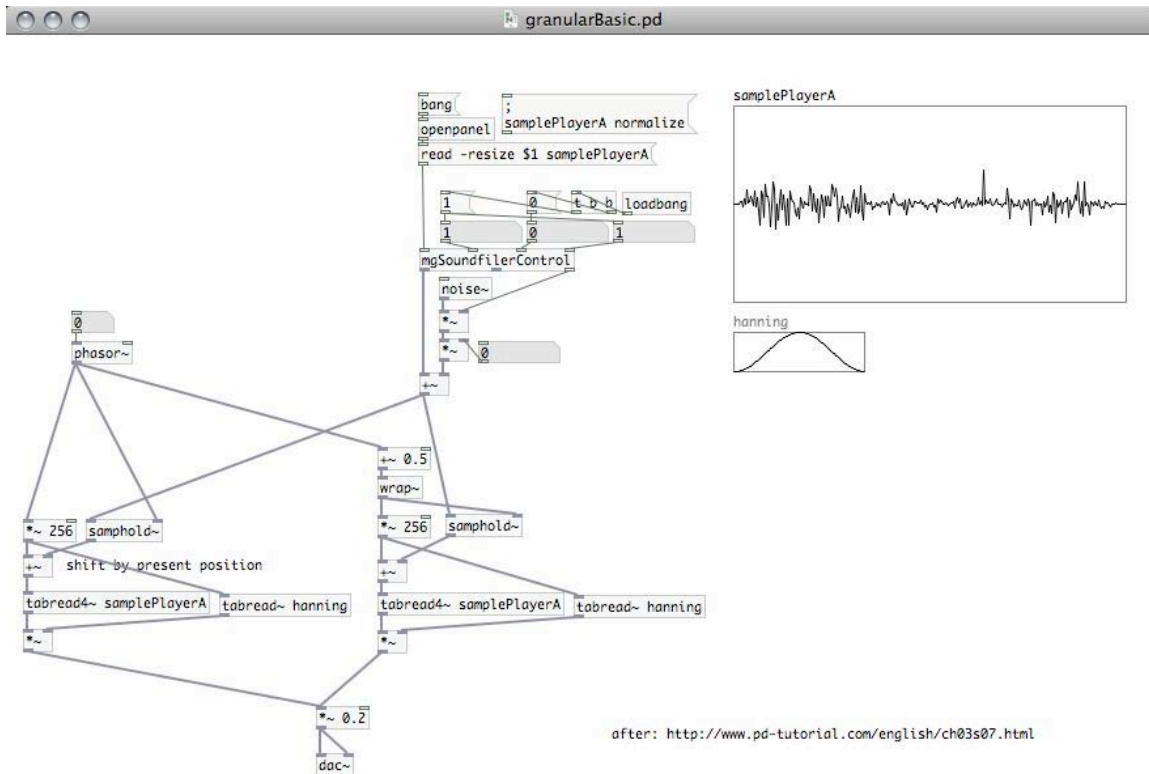 granularBasic.pd
bang
;
samplePlayerA normalize
openpanel
read -resize $1 samplePlayerA
1
0
t b b
loadbang
1
0
1
mgSoundfilerControl
noise~
*~
*~
0
+~
samplePlayerA
hanning
0
phasor~
+~ 0.5
wrap~
*~ 256
samphold~
*~ 256
samphold~
+~
shift by present position
+~
tabread4~ samplePlayerA
tabread~ hanning
tabread4~ samplePlayerA
tabread~ hanning
*~
*~
*~ 0.2
dac~
after: http://www.pd-tutorial.com/english/ch03s07.html